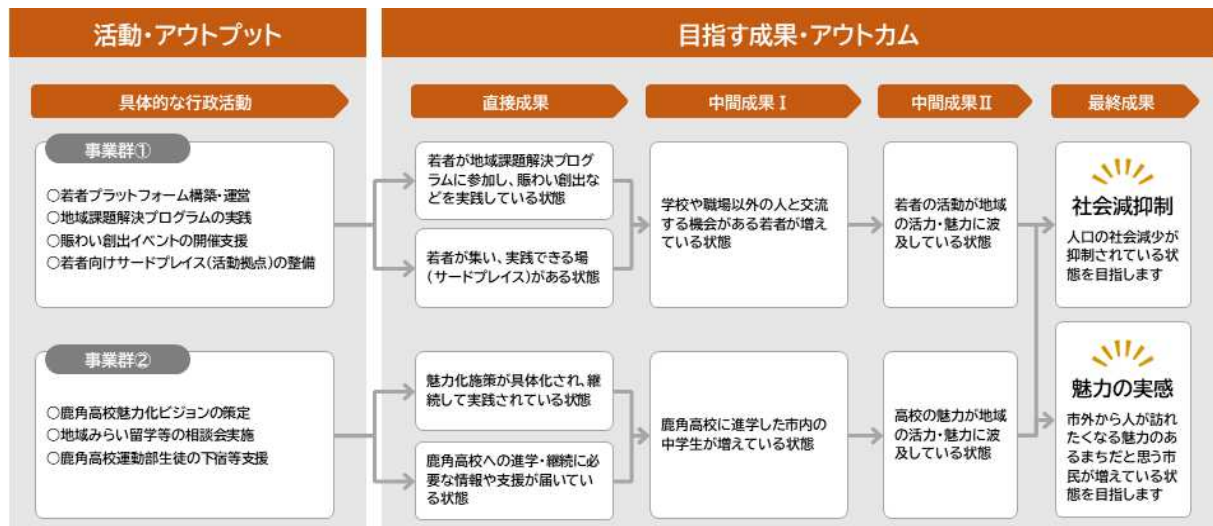 活動・アウトプット
目指す成果・アウトカム
具体的な行政活動
直接成果
中間成果Ⅰ
中間成果Ⅱ
最終成果
事業群①
○若者プラットフォーム構築・運営
○地域課題解決プログラムの実践
○賑わい創出イベントの開催支援
○若者向けサードプレイス(活動拠点)の整備
若者が地域課題解決プログ
ラムに参加し、賑わい創出な
どを実践している状態
若者が集い、実践できる場
(サードプレイス)がある状態
学校や職場以外の人と交流
する機会がある若者が増え
ている状態
若者の活動が地域
の活力・魅力に波
及している状態
社会減抑制
人口の社会減少が
抑制されている状
態を目指します
事業群②
○鹿角高校魅力化ビジョンの策定
○地域みらい留学等の相談会実施
○鹿角高校運動部生徒の下宿等支援
魅力化施策が具体化され、継
続して実践されている状態
鹿角高校への進学・継続に必
要な情報や支援が届いてい
る状態
鹿角高校に進学した市内の
中学生が増えている状態
高校の魅力が地域
の活力・魅力に波
及している状態
魅力の実感
市外から人が訪れ
たくなる魅力のあ
るまちだと思う市
民が増えている状
態を目指します